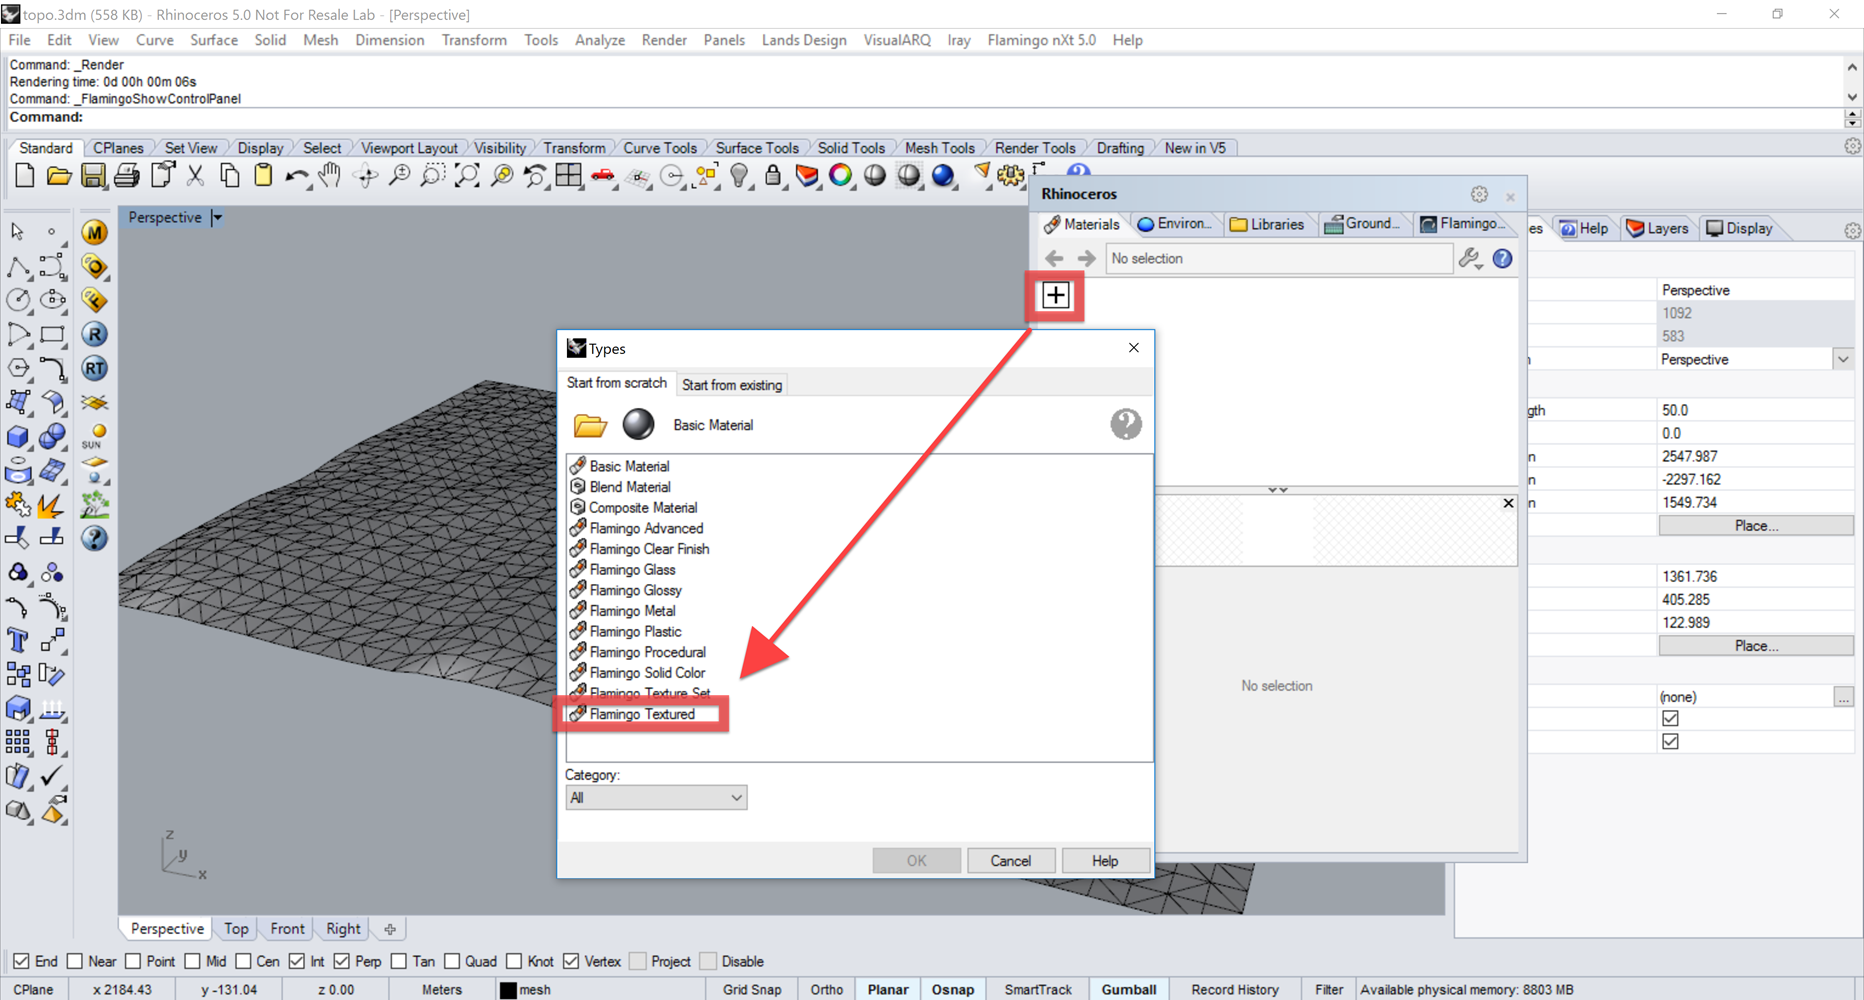 topo.3dm (558 KB) - Rhinoceros 5.0 Not For Resale Lab - [Perspective]
File Edit View Curve Surface Solid Mesh Dimension Transform Tools Analyze Render Panels Lands Design VisualARQ Iray Flamingo nXt 5.0 Help
Command: _Render
Rendering time: 0d 00h 00m 06s
Command: _FlamingoShowControlPanel
Command:
Standard CPlanes Set View Display Select Viewport Layout Visibility Transform Curve Tools Surface Tools Solid Tools Mesh Tools Render Tools Drafting New in V5
Rhinoceros
Materials Environ... Libraries Ground... Flamingo...
es Help Layers Display
No selection
Perspective
M
R
RT
SUN
Perspective
1092
583
Perspective
gth 50.0
0.0
n 2547.987
n -2297.162
n 1549.734
Place...
1361.736
405.285
122.989
Place...
(none) ...
Types
Start from scratch Start from existing
Basic Material
Basic Material
Blend Material
Composite Material
Flamingo Advanced
Flamingo Clear Finish
Flamingo Glass
Flamingo Glossy
Flamingo Metal
Flamingo Plastic
Flamingo Procedural
Flamingo Solid Color
Flamingo Texture Set
Flamingo Textured
Category:
All
OK Cancel Help
No selection
z
y
x
Perspective Top Front Right
End Near Point Mid Cen Int Perp Tan Quad Knot Vertex Project Disable
CPlane x 2184.43 y -131.04 z 0.00 Meters mesh Grid Snap Ortho Planar Osnap SmartTrack Gumball Record History Filter Available physical memory: 8803 MB